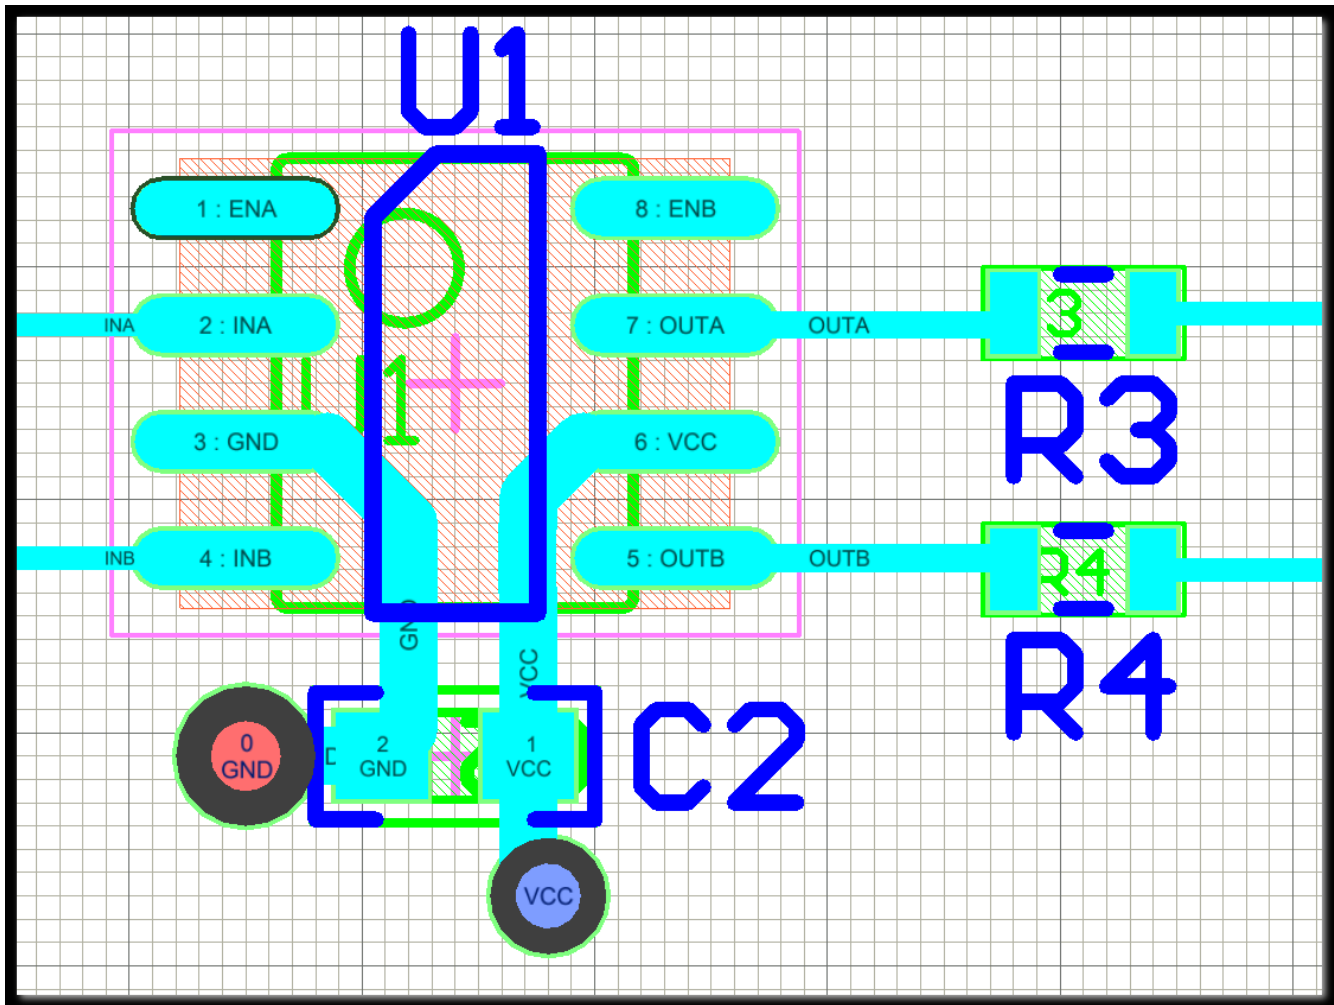 U1
1 : ENA
8 : ENB
INA
2 : INA
7 : OUTA
OUTA
3
R3
U1
3 : GND
6 : VCC
INB
4 : INB
5 : OUTB
OUTB
R4
R4
GND
VCC
0
GND
D
2
GND
1
VCC
C2
VCC